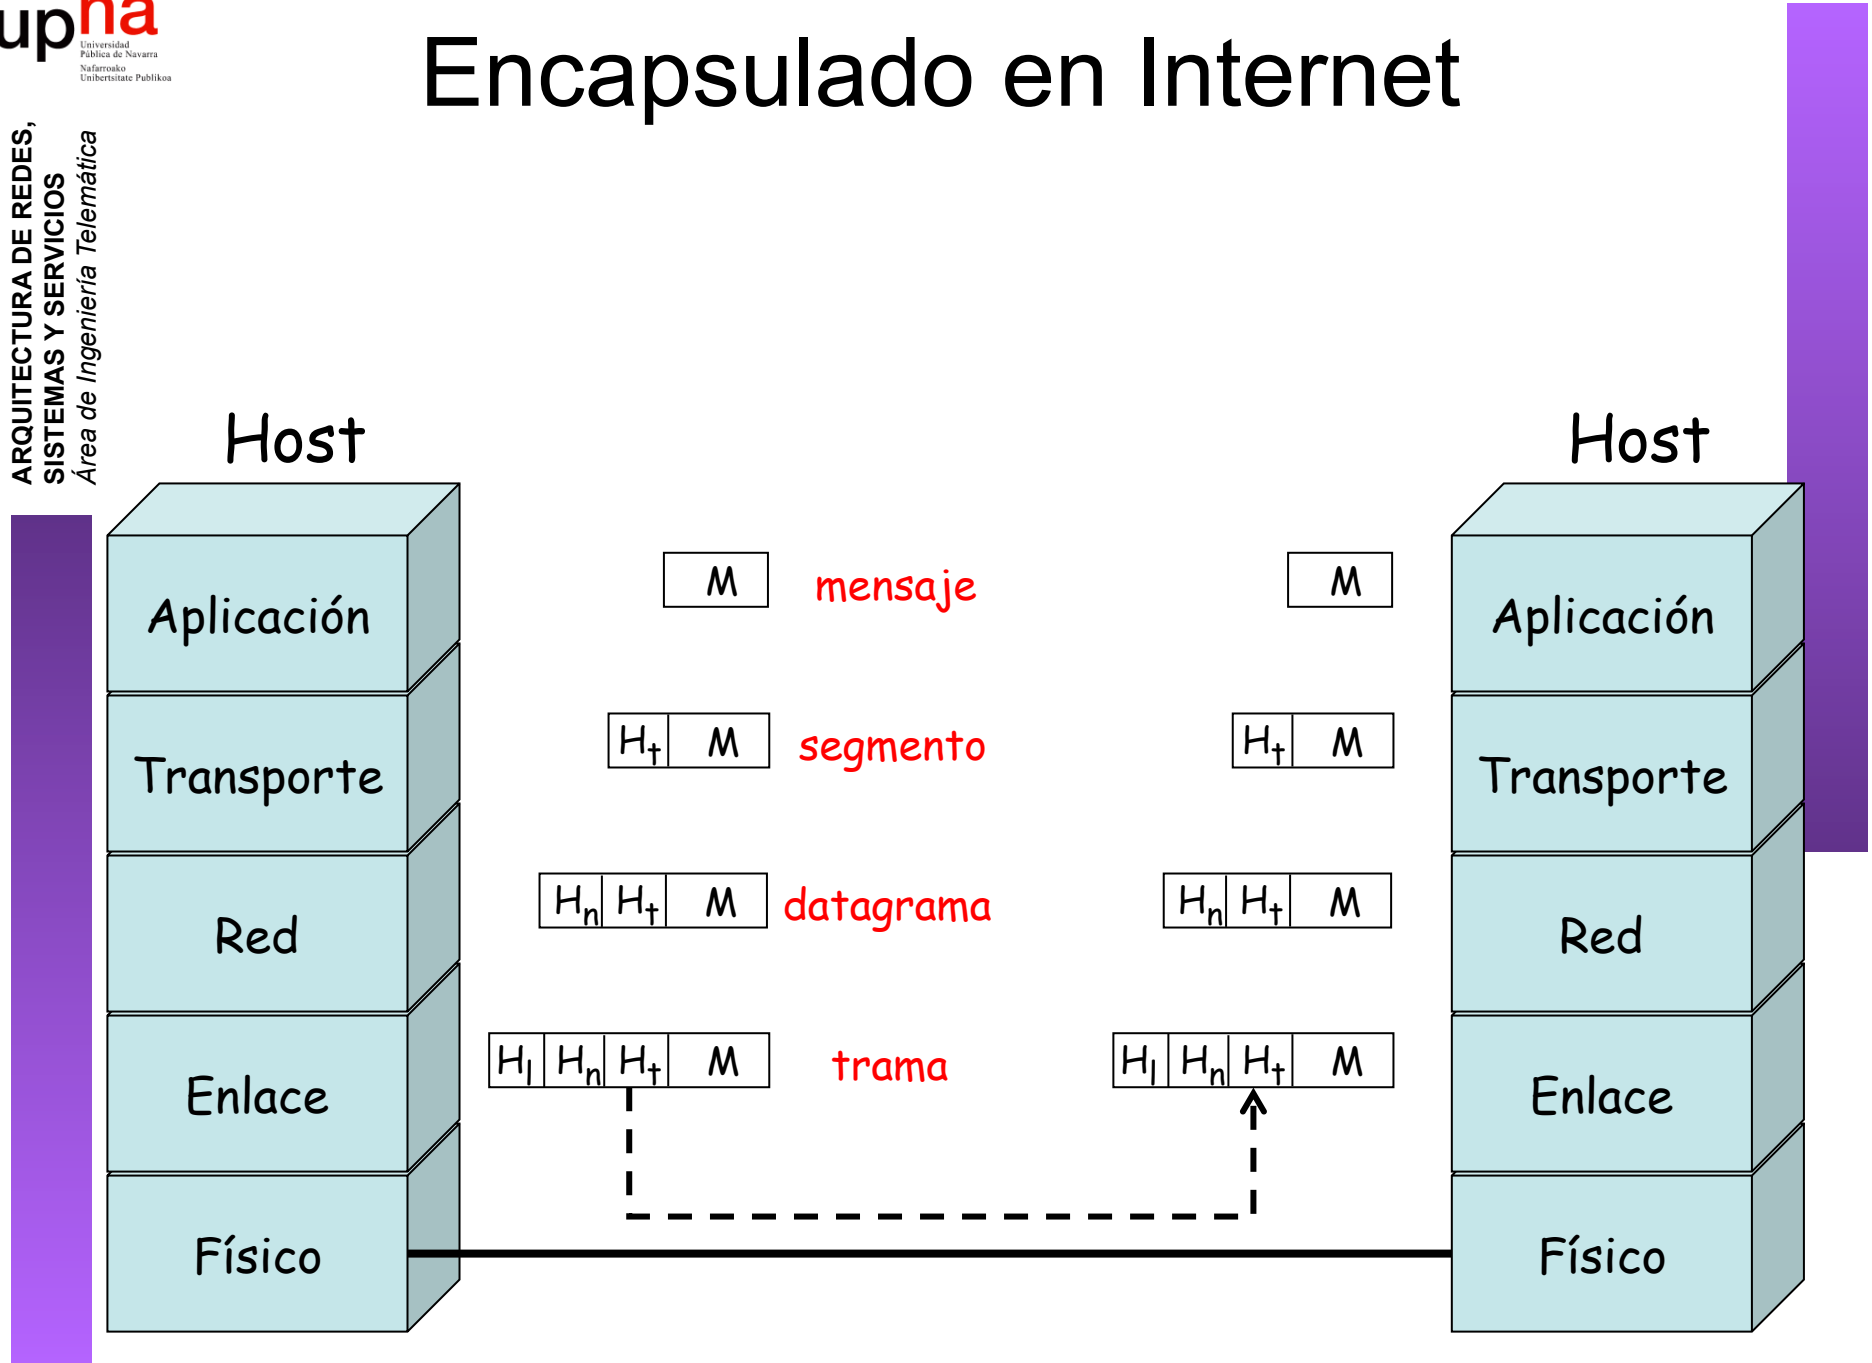 upna
Universidad
Pública de Navarra
Nafarroako
Unibertsitate Publikoa
Encapsulado en Internet
ARQUITECTURA DE REDES,
SISTEMAS Y SERVICIOS
Área de Ingeniería Telemática
Host
Host
Aplicación
M
mensaje
M
Aplicación
Transporte
Ht
M
segmento
Ht
M
Transporte
Red
Hn
Ht
M
datagrama
Hn
Ht
M
Red
Enlace
Hl
Hn
Ht
M
trama
Hl
Hn
Ht
M
Enlace
Físico
Físico